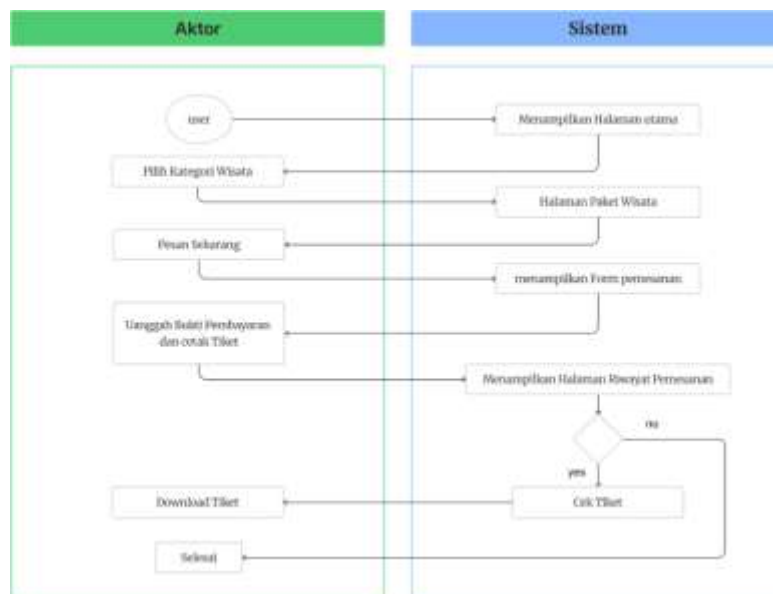 Aktor
Sistem
user
Menampilkan Halaman utama
Pilih Kategori Wisata
Halaman Paket Wisata
Pesan Sekarang
menampilkan Form pemesanan
Unggah Bukti Pembayaran
dan cetak Tiket
Menampilkan Halaman Riwayat Pemesanan
no
yes
Download Tiket
Cek Tiket
Selesai